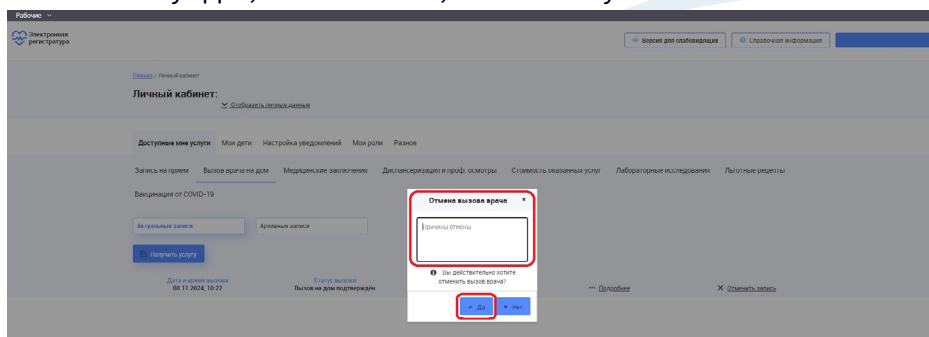 Рабочие
Электронная
регистратура
Версия для слабовидящих
Справочная информация
Главная / Личный кабинет
Личный кабинет:
Отобразить личные данные
Доступные мне услуги Мои дети Настройка уведомлений Мои роли Разное
Запись на прием Вызов врача на дом Медицинские заключения Диспансеризация и проф. осмотры Стоимость оказанных услуг Лабораторные исследования Льготные рецепты
Вакцинация от COVID-19
Отмена вызова врача ×
Причины отмены
Актуальные записи Архивные записи
Получить услугу
Вы действительно хотите
отменить вызов врача?
Да × Нет
Дата и время вызова Статус вызова
08.11.2024, 10:22 Вызов на дом подтверждён ··· Подробнее × Отменить запись